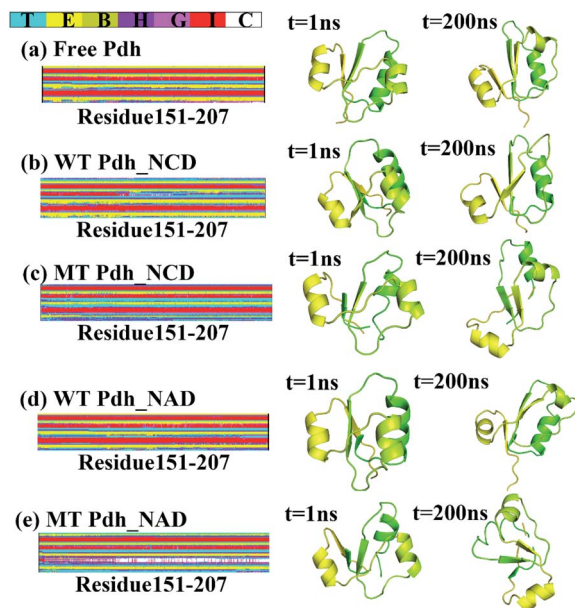 T E B H G I C
(a) Free Pdh
t=1ns t=200ns
Residue151-207
(b) WT Pdh_NCD
t=1ns t=200ns
Residue151-207
(c) MT Pdh_NCD
t=1ns t=200ns
Residue151-207
(d) WT Pdh_NAD
t=1ns t=200ns
Residue151-207
(e) MT Pdh_NAD
t=1ns t=200ns
Residue151-207